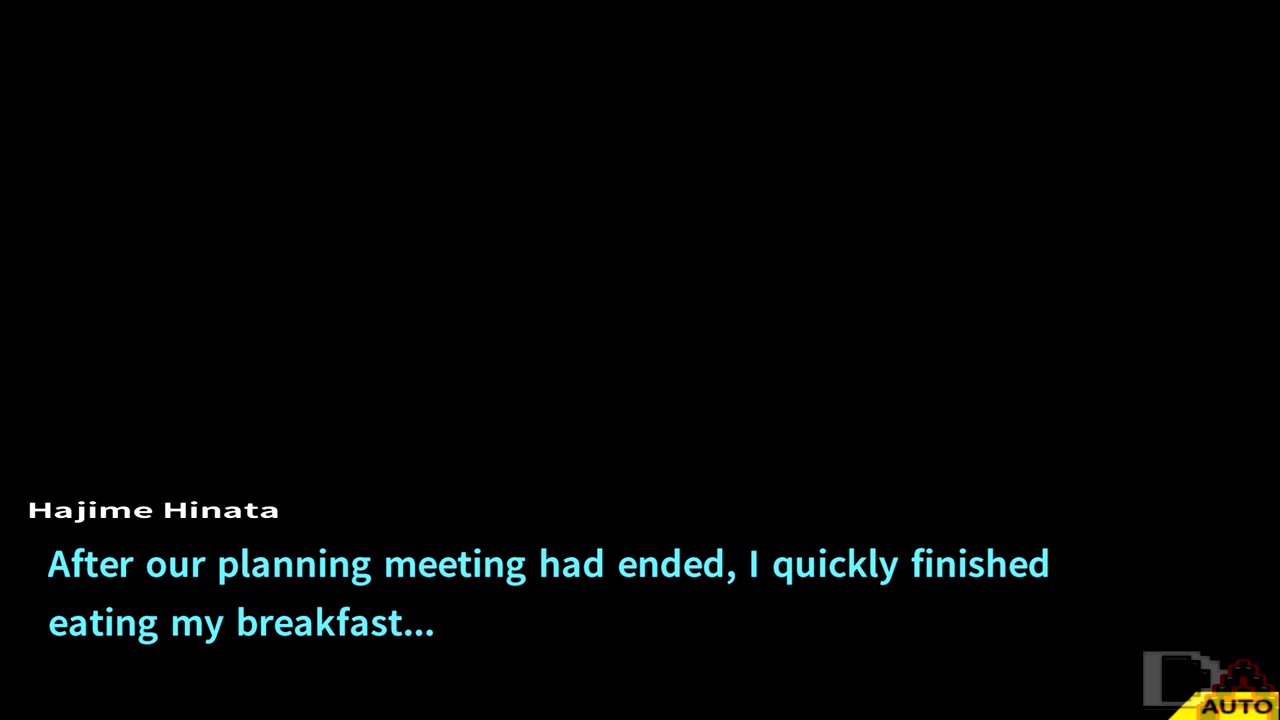 Hajime Hinata
After our planning meeting had ended, I quickly finished
eating my breakfast...
AUTO